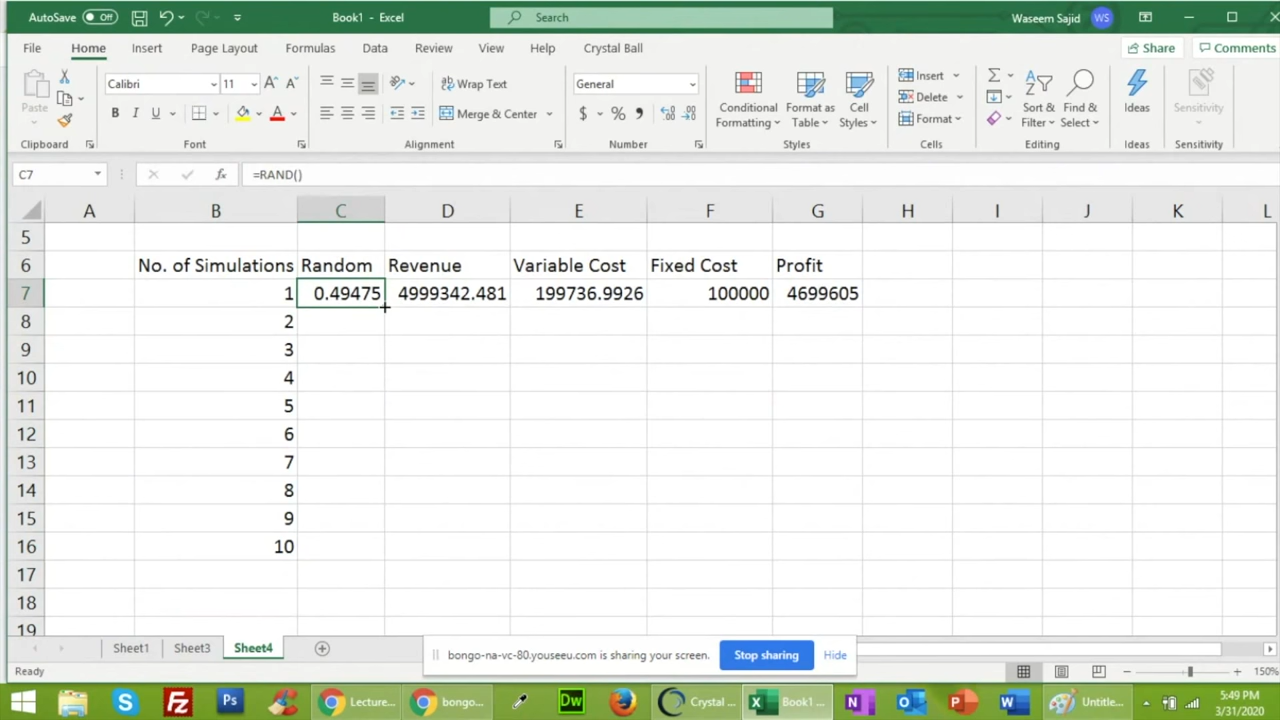 AutoSave Off Book1 - Excel Search Waseem Sajid WS
File Home Insert Page Layout Formulas Data Review View Help Crystal Ball Share Comments
Paste Calibri 11 A A Wrap Text General Conditional Formatting Format as Table Cell Styles Insert Sort & Filter Find & Select Ideas Sensitivity
B I U A Merge & Center $ % Delete
Format
Clipboard Font Alignment Number Styles Cells Editing Ideas Sensitivity
C7 fx =RAND()
A B C D E F G H I J K L
5
6 No. of Simulations Random Revenue Variable Cost Fixed Cost Profit
7 1 0.49475 4999342.481 199736.9926 100000 4699605
8 2
9 3
10 4
11 5
12 6
13 7
14 8
15 9
16 10
17
18
19
Sheet1 Sheet3 Sheet4
bongo-na-vc-80.youseeu.com is sharing your screen. Stop sharing Hide
Ready 150%
Lecture... bongo... Crystal ... Book1 ... Untitle... 5:49 PM
3/31/2020